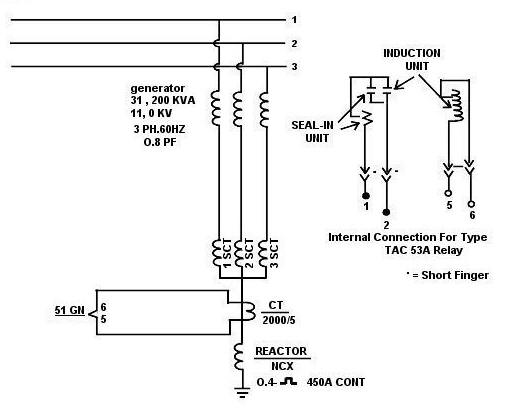 1
2
3
generator
31 , 200 KVA
11, 0 KV
3 PH.60HZ
0.8 PF
INDUCTION
UNIT
SEAL-IN
UNIT
1
2
5
6
Internal Connection For Type
TAC 53A Relay
* = Short Finger
1 SCT
2 SCT
3 SCT
51 GN
6
5
CT
2000/5
REACTOR
NCX
0.4-
450A CONT